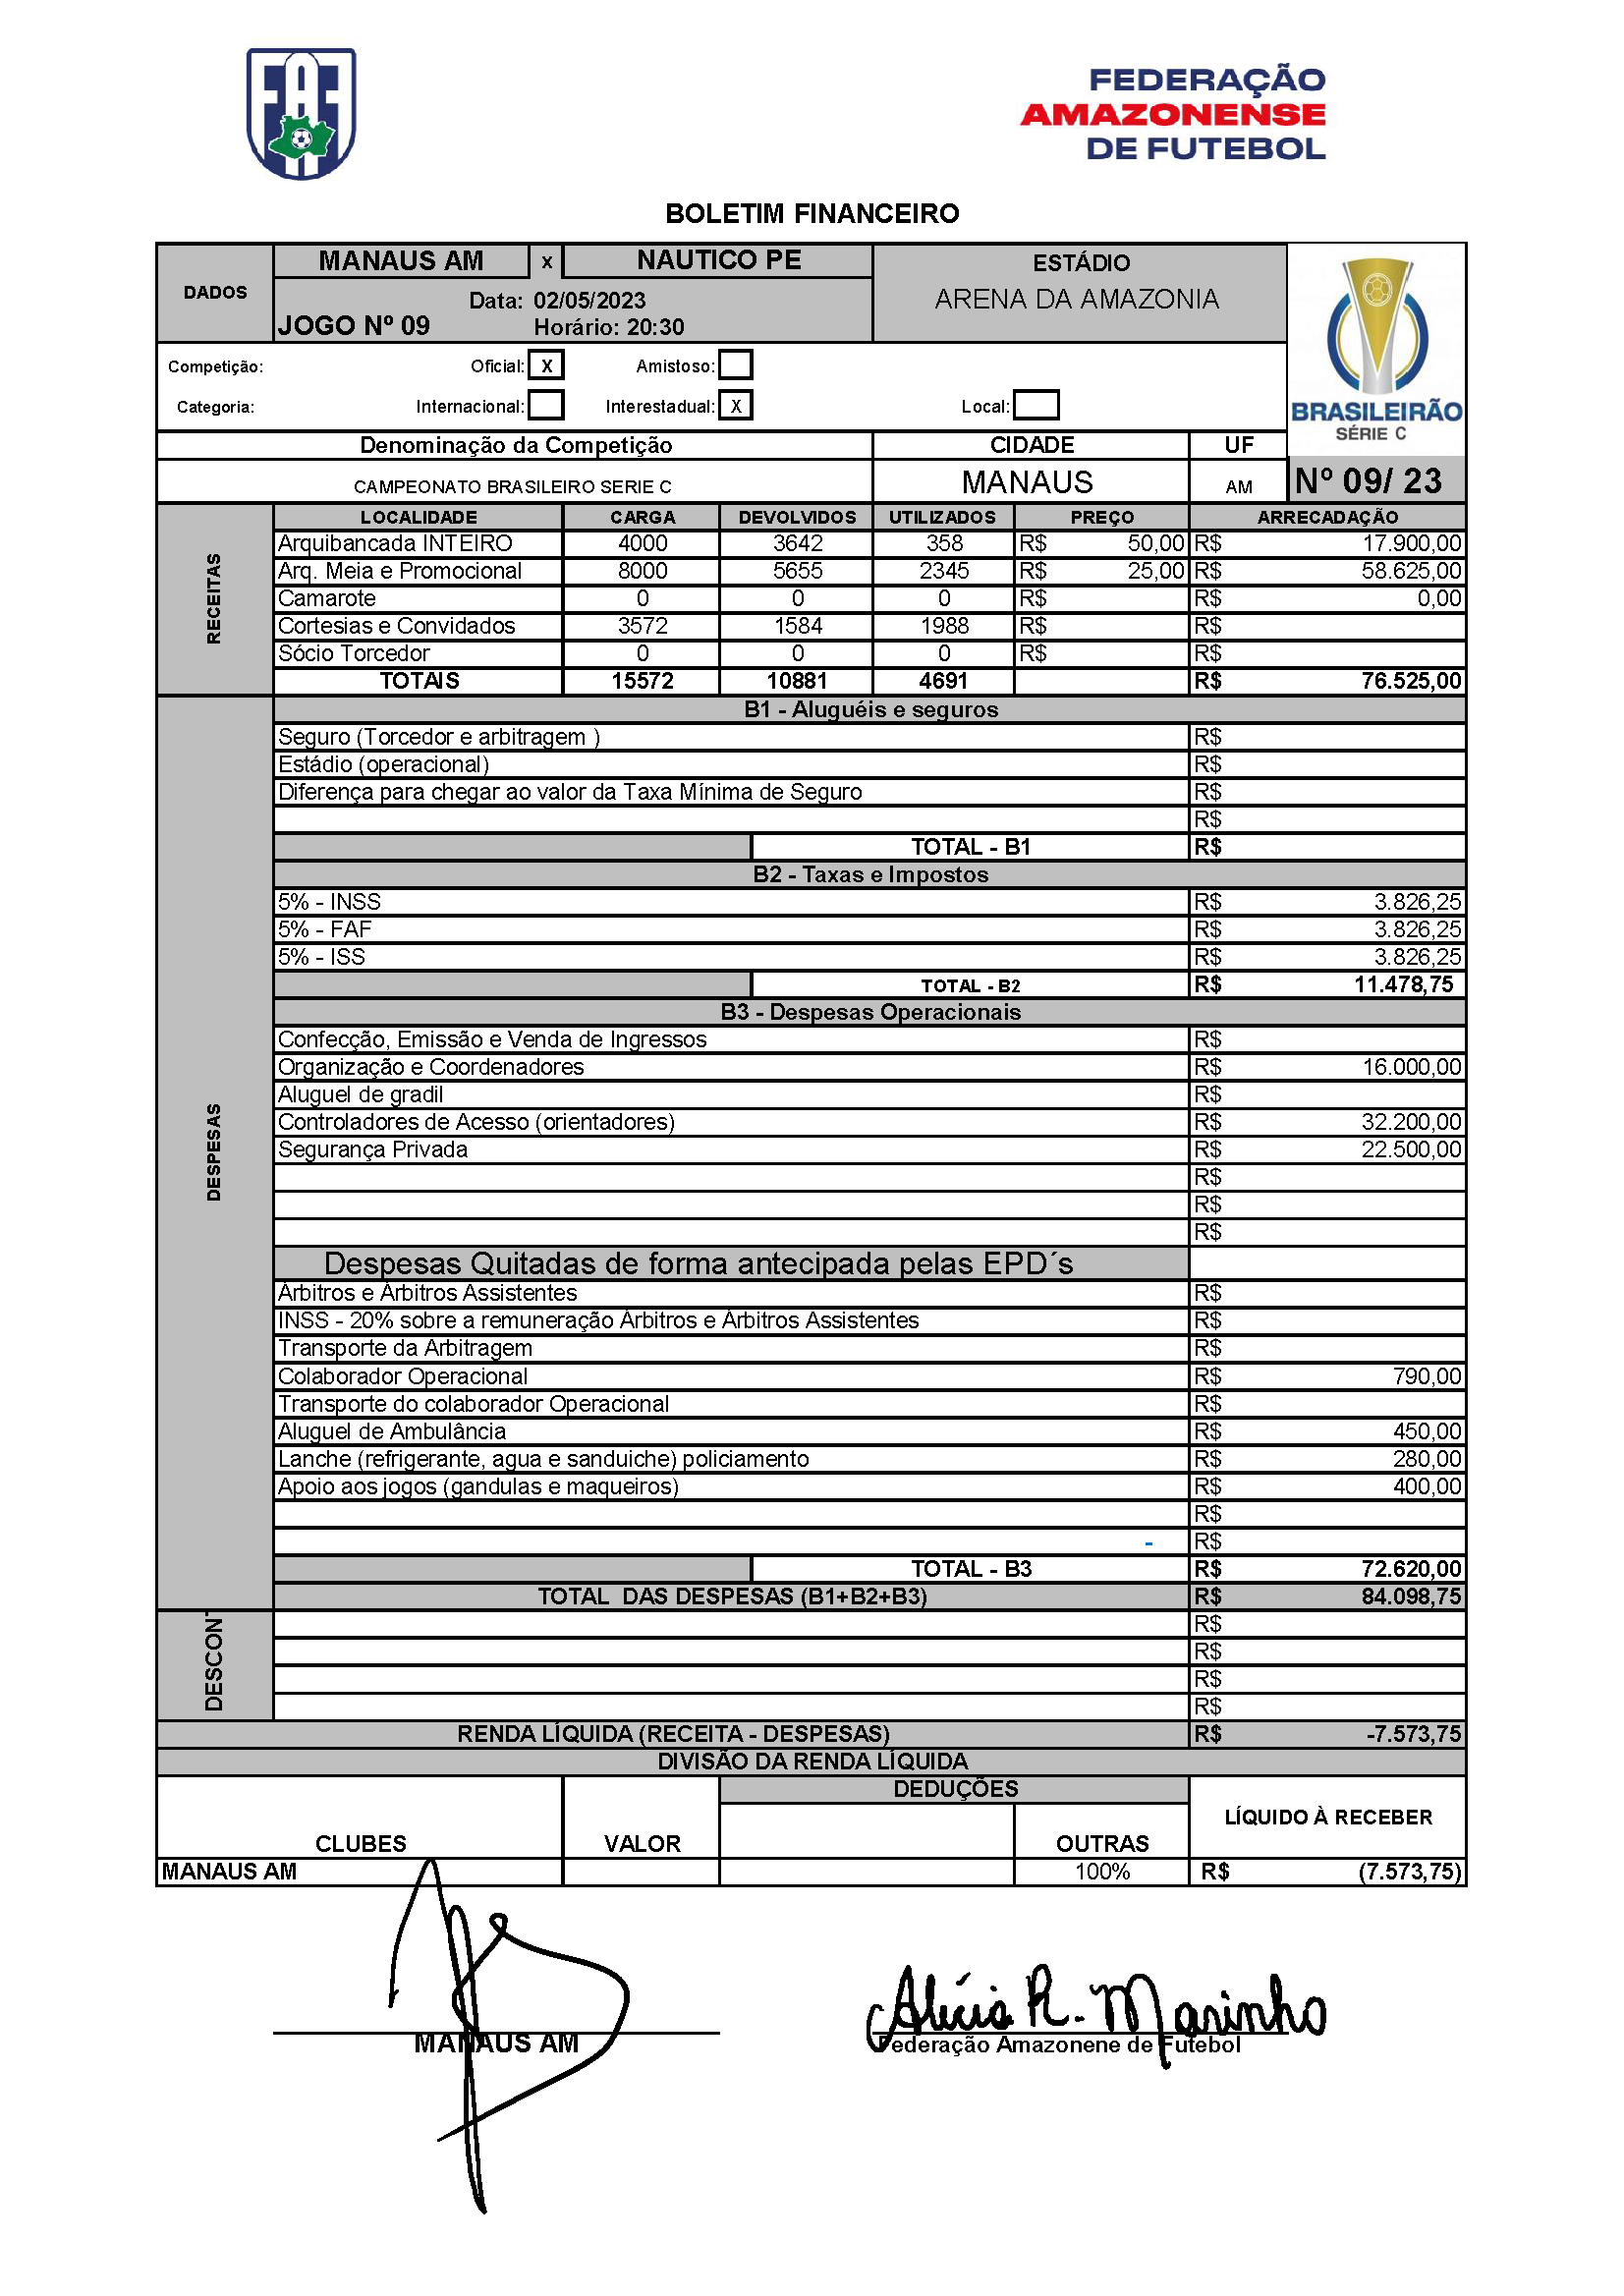 FAF
FEDERAÇÃO
AMAZONENSE
DE FUTEBOL
BOLETIM FINANCEIRO
DADOS
MANAUS AM x NAUTICO PE
ESTÁDIO
Data: 02/05/2023
ARENA DA AMAZONIA
JOGO Nº 09 Horário: 20:30
Competição: Oficial: X Amistoso:
Categoria: Internacional: Interestadual: X Local:
BRASILEIRÃO
SÉRIE C
Denominação da Competição CIDADE UF
CAMPEONATO BRASILEIRO SERIE C MANAUS AM Nº 09/ 23
RECEITAS
LOCALIDADE CARGA DEVOLVIDOS UTILIZADOS PREÇO ARRECADAÇÃO
Arquibancada INTEIRO 4000 3642 358 R$ 50,00 R$ 17.900,00
Arq. Meia e Promocional 8000 5655 2345 R$ 25,00 R$ 58.625,00
Camarote 0 0 0 R$ R$ 0,00
Cortesias e Convidados 3572 1584 1988 R$ R$
Sócio Torcedor 0 0 0 R$ R$
TOTAIS 15572 10881 4691 R$ 76.525,00
DESPESAS
B1 - Aluguéis e seguros
Seguro (Torcedor e arbitragem ) R$
Estádio (operacional) R$
Diferença para chegar ao valor da Taxa Mínima de Seguro R$
R$
TOTAL - B1 R$
B2 - Taxas e Impostos
5% - INSS R$ 3.826,25
5% - FAF R$ 3.826,25
5% - ISS R$ 3.826,25
TOTAL - B2 R$ 11.478,75
B3 - Despesas Operacionais
Confecção, Emissão e Venda de Ingressos R$
Organização e Coordenadores R$ 16.000,00
Aluguel de gradil R$
Controladores de Acesso (orientadores) R$ 32.200,00
Segurança Privada R$ 22.500,00
R$
R$
R$
Despesas Quitadas de forma antecipada pelas EPD´s
Árbitros e Árbitros Assistentes R$
INSS - 20% sobre a remuneração Árbitros e Árbitros Assistentes R$
Transporte da Arbitragem R$
Colaborador Operacional R$ 790,00
Transporte do colaborador Operacional R$
Aluguel de Ambulância R$ 450,00
Lanche (refrigerante, agua e sanduiche) policiamento R$ 280,00
Apoio aos jogos (gandulas e maqueiros) R$ 400,00
R$
- R$
TOTAL - B3 R$ 72.620,00
TOTAL DAS DESPESAS (B1+B2+B3) R$ 84.098,75
DESCON
R$
R$
R$
R$
RENDA LÍQUIDA (RECEITA - DESPESAS) R$ -7.573,75
DIVISÃO DA RENDA LÍQUIDA
DEDUÇÕES
LÍQUIDO À RECEBER
CLUBES VALOR OUTRAS
MANAUS AM 100% R$ (7.573,75)
Alícia R. Marinho
MANAUS AM Federação Amazonene de Futebol